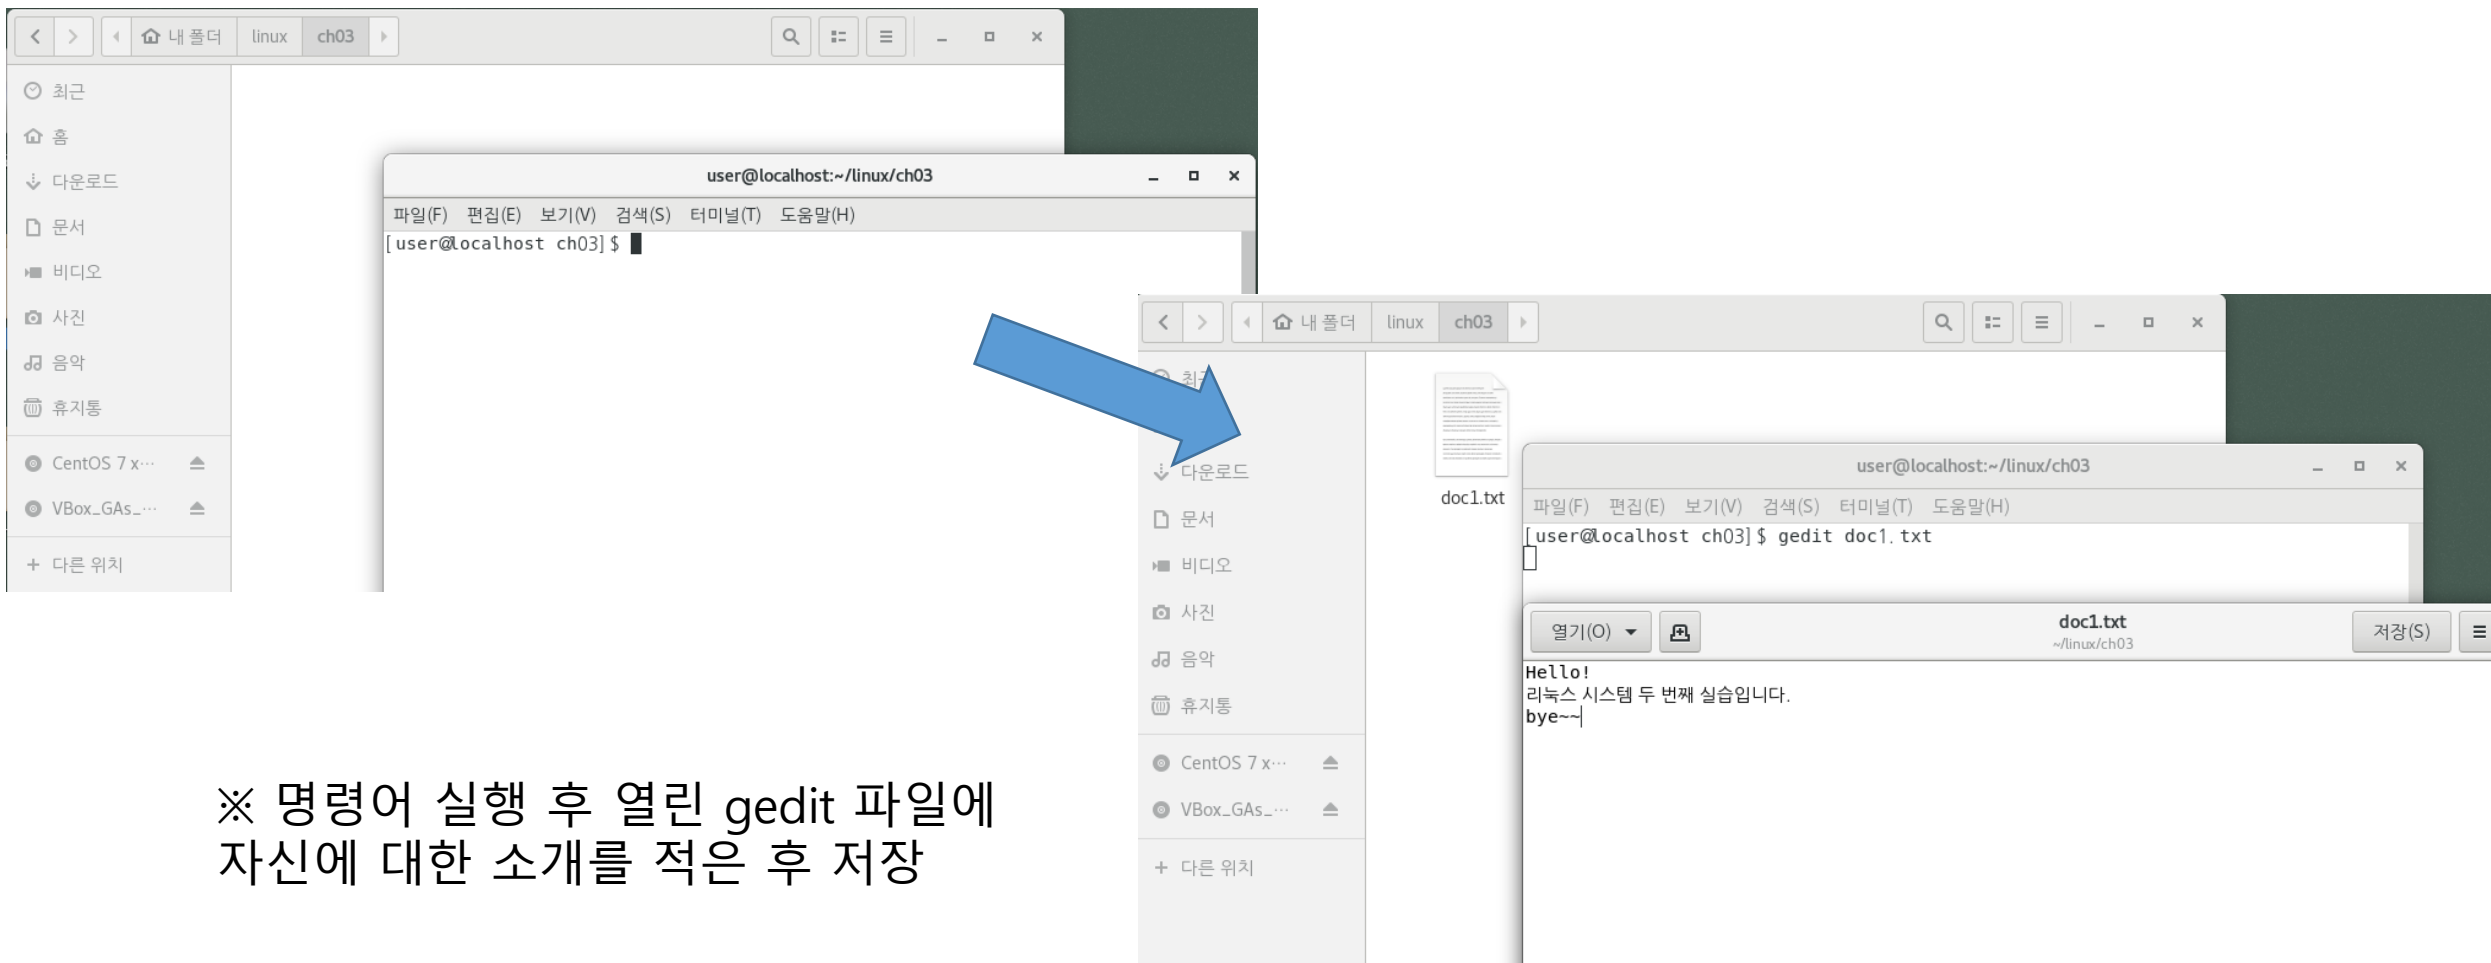 내 폴더 linux ch03
최근
홈
다운로드
문서
비디오
사진
음악
휴지통
CentOS 7 x…
VBox_GAs_…
+ 다른 위치
user@localhost:~/linux/ch03
파일(F) 편집(E) 보기(V) 검색(S) 터미널(T) 도움말(H)
[user@localhost ch03]$
내 폴더 linux ch03
다운로드
문서
비디오
사진
음악
휴지통
CentOS 7 x…
VBox_GAs_…
+ 다른 위치
doc1.txt
user@localhost:~/linux/ch03
파일(F) 편집(E) 보기(V) 검색(S) 터미널(T) 도움말(H)
[user@localhost ch03]$ gedit doc1.txt
열기(O)
doc1.txt
~/linux/ch03
저장(S)
Hello!
리눅스 시스템 두 번째 실습입니다.
bye~~
※ 명령어 실행 후 열린 gedit 파일에
자신에 대한 소개를 적은 후 저장